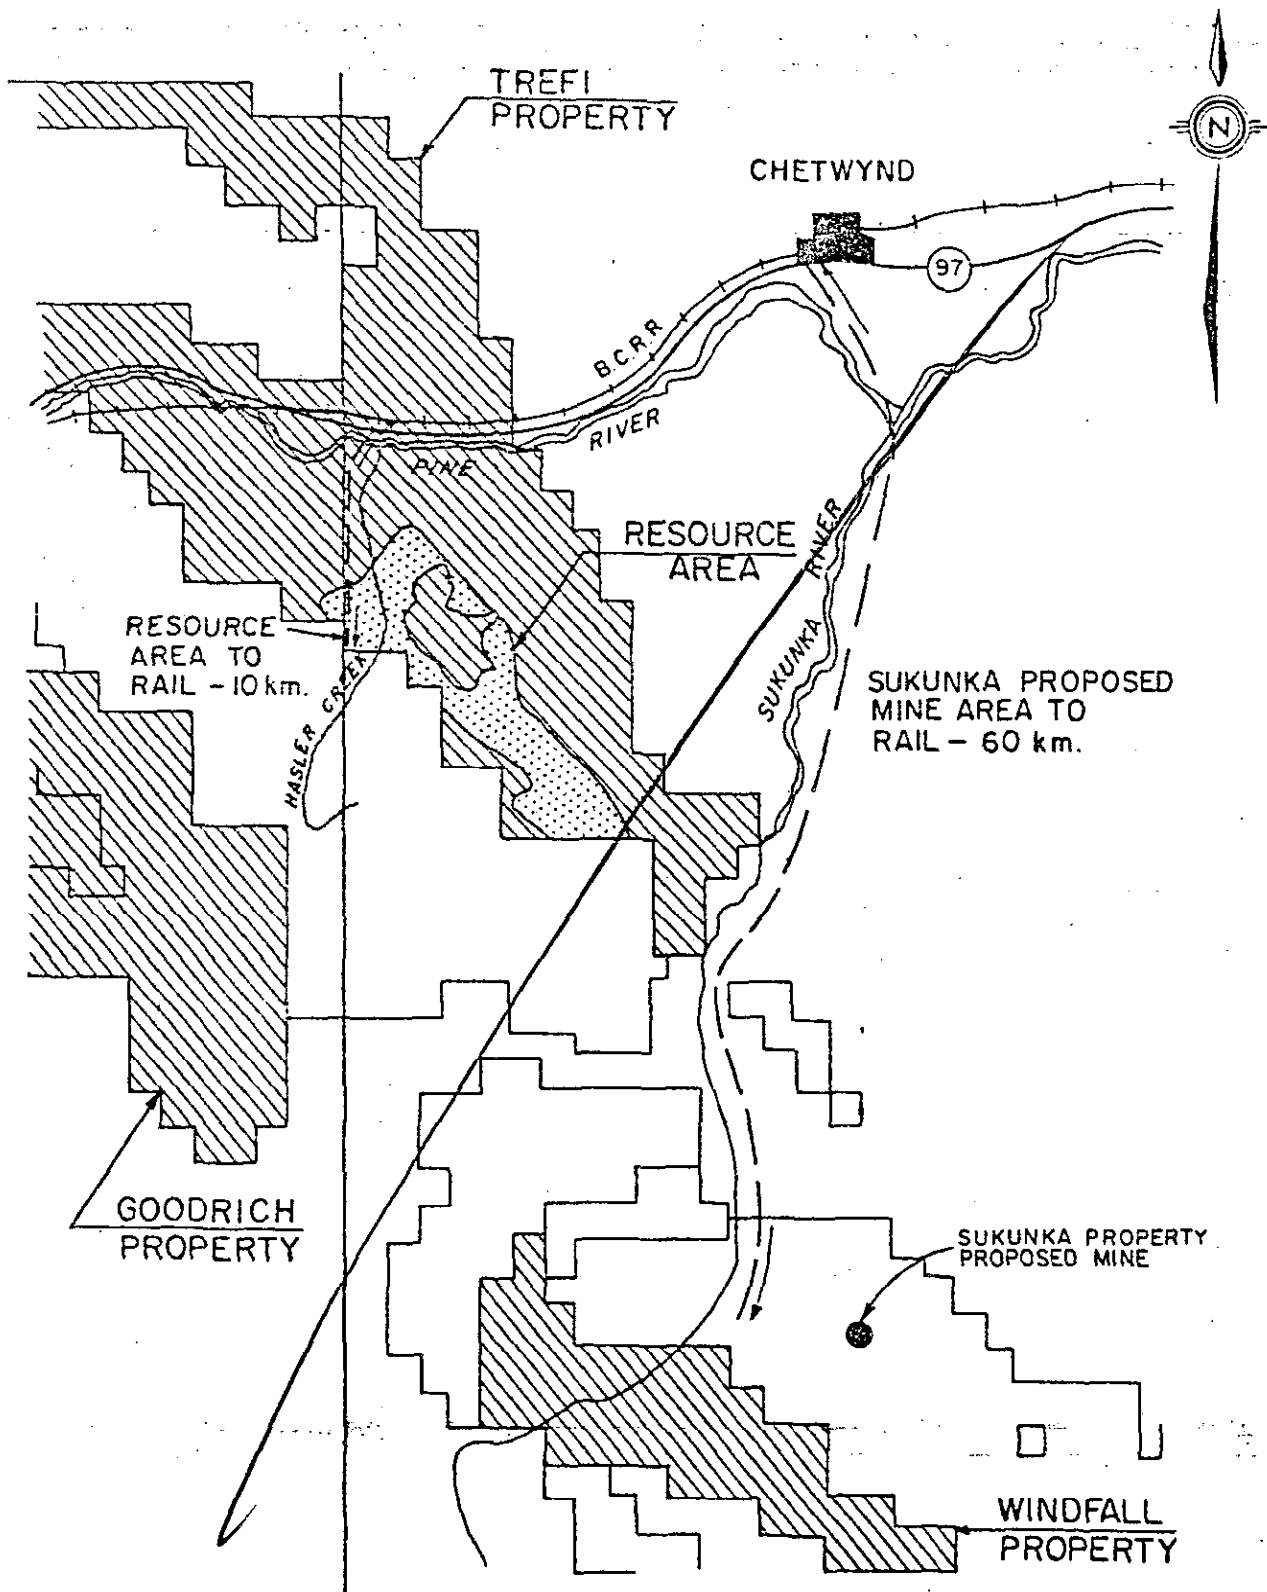 TREFI
PROPERTY
N
CHETWYND
97
B.C.R.R
RIVER
PINE
RESOURCE
AREA
RIVER
SUKUNKA
RESOURCE
AREA TO
RAIL - 10 km.
HASLER CREEK
SUKUNKA PROPOSED
MINE AREA TO
RAIL - 60 km.
GOODRICH
PROPERTY
SUKUNKA PROPERTY
PROPOSED MINE
WINDFALL
PROPERTY